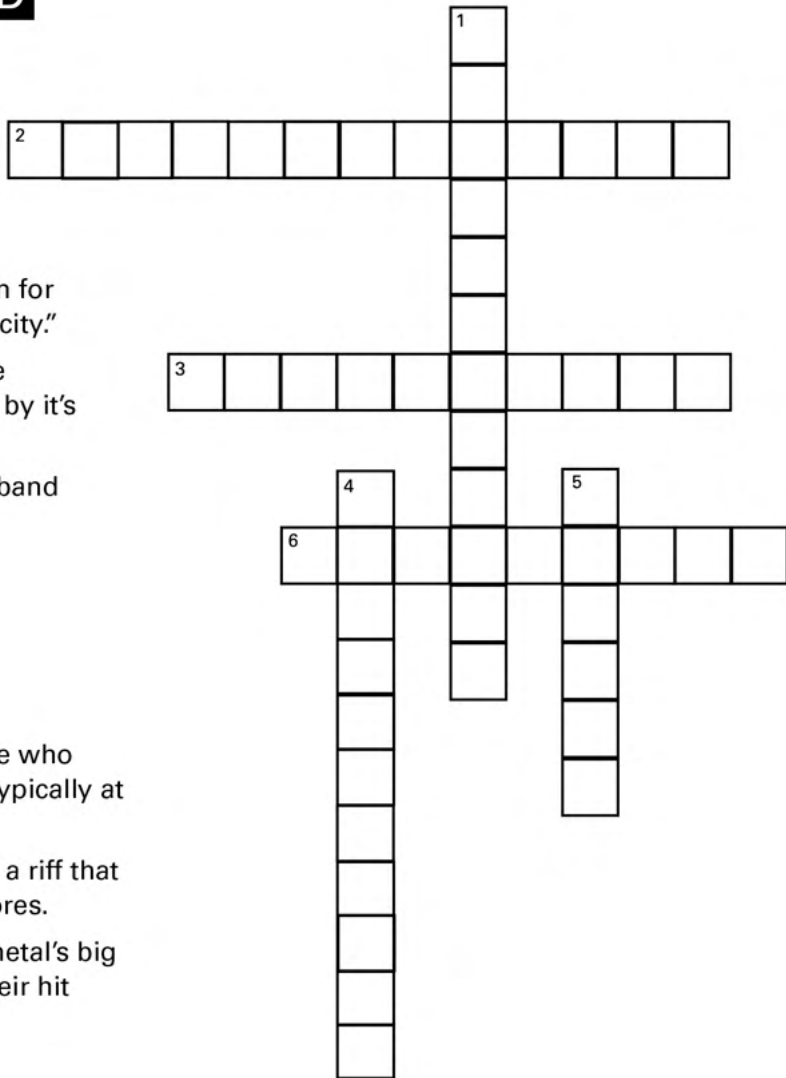 D
1
2
n for
city."
3
e
by it's
4
5
band
6
e who
ypically at
a riff that
ores.
netal's big
eir hit